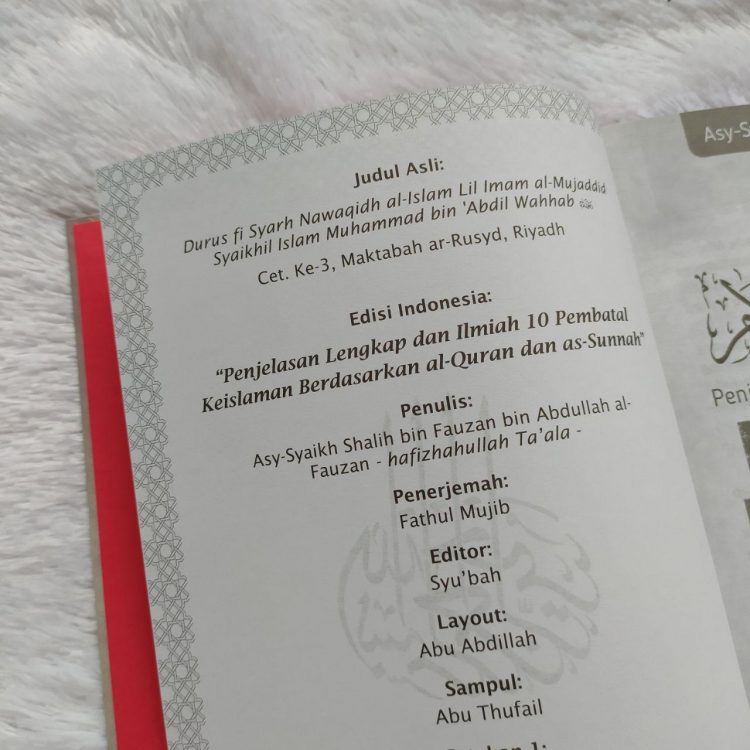 Judul Asli:
Durus fi Syarh Nawaqidh al-Islam Lil Imam al-Mujaddid
Syaikhil Islam Muhammad bin 'Abdil Wahhab
Cet. Ke-3, Maktabah ar-Rusyd, Riyadh
Edisi Indonesia:
"Penjelasan Lengkap dan Ilmiah 10 Pembatal
Keislaman Berdasarkan al-Quran dan as-Sunnah"
Penulis:
Asy-Syaikh Shalih bin Fauzan bin Abdullah al-
Fauzan - hafizhahullah Ta'ala -
Penerjemah:
Fathul Mujib
Editor:
Syu'bah
Layout:
Abu Abdillah
Sampul:
Abu Thufail
Asy-S
Pen